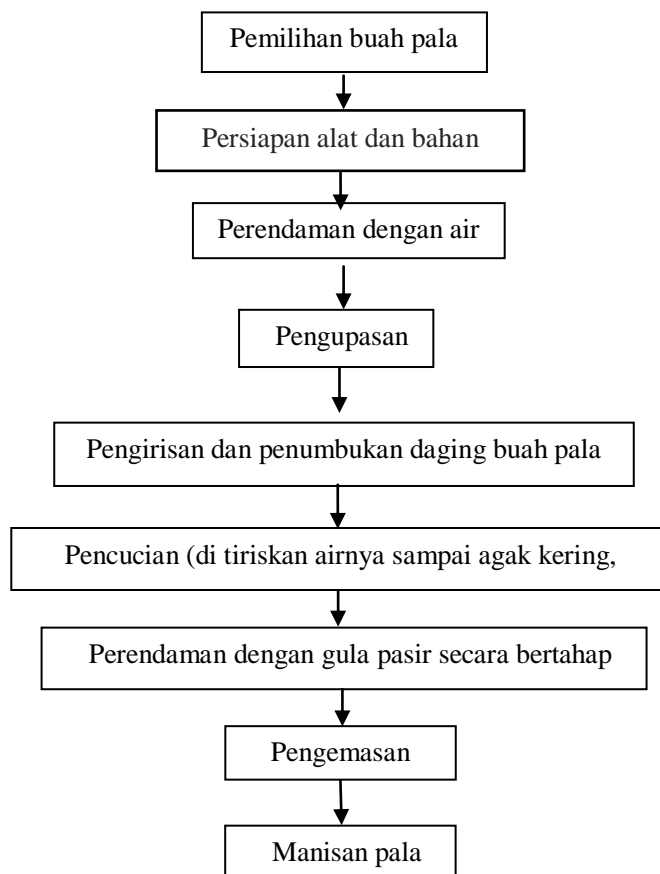 Pemilihan buah pala
Persiapan alat dan bahan
Perendaman dengan air
Pengupasan
Pengirisan dan penumbukan daging buah pala
Pencucian (di tiriskan airnya sampai agak kering,
Perendaman dengan gula pasir secara bertahap
Pengemasan
Manisan pala